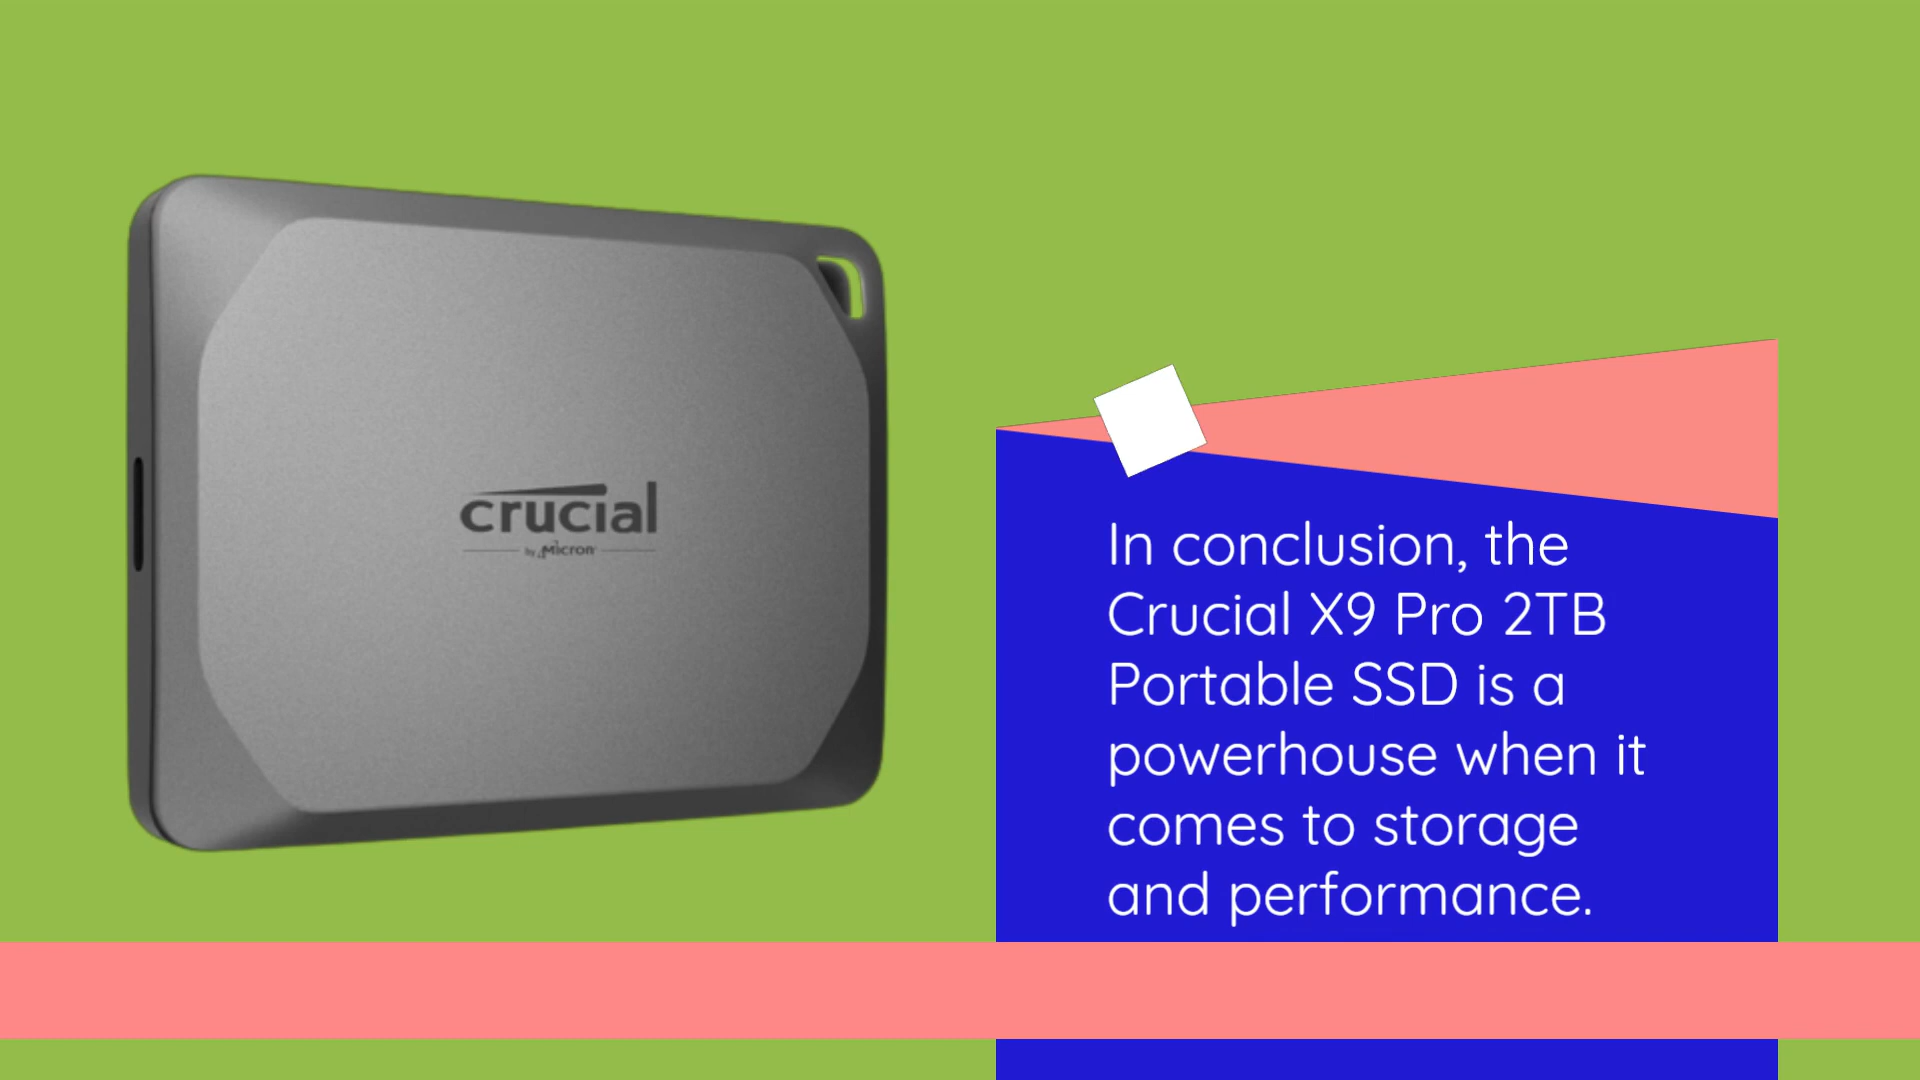 crucial
by Micron
In conclusion, the
Crucial X9 Pro 2TB
Portable SSD is a
powerhouse when it
comes to storage
and performance.